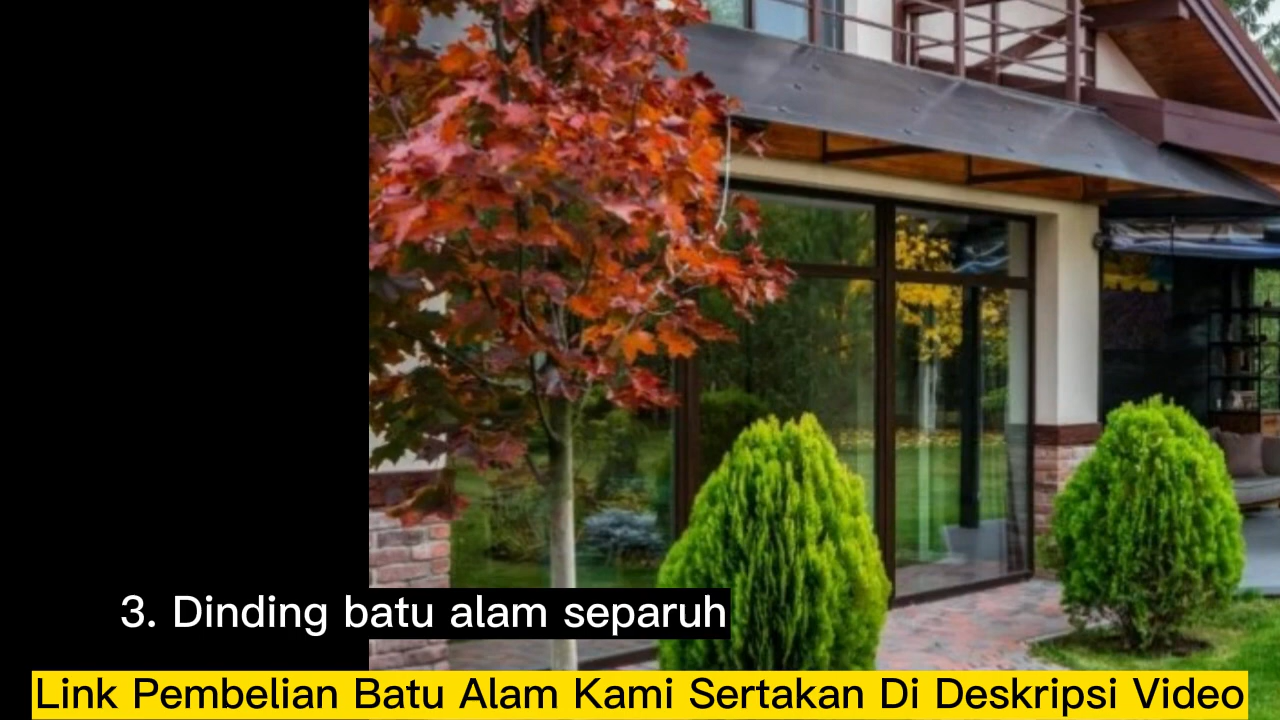 3. Dinding batu alam separuh
Link Pembelian Batu Alam Kami Sertakan Di Deskripsi Video